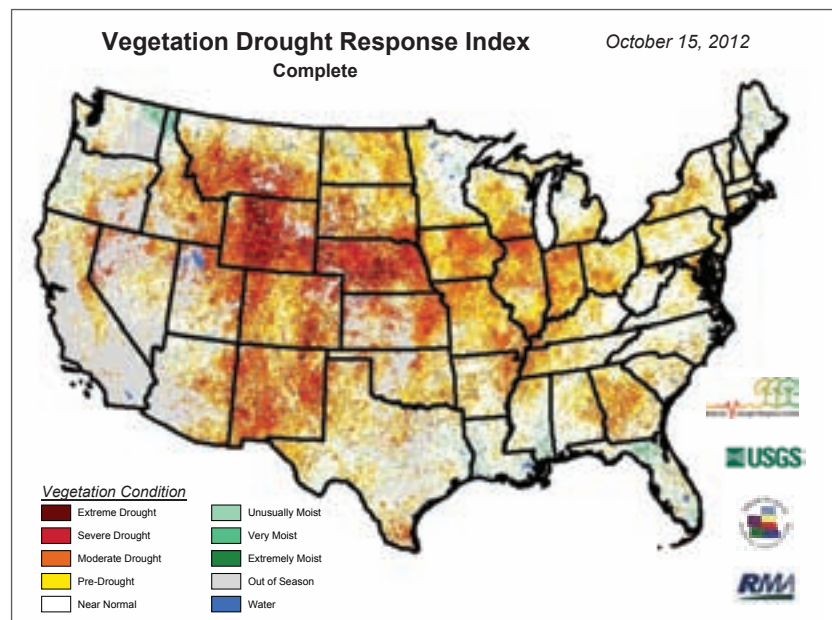 Vegetation Drought Response Index
October 15, 2012
Complete
USGS
RMA
Vegetation Condition
Extreme Drought
Severe Drought
Moderate Drought
Pre-Drought
Near Normal
Unusually Moist
Very Moist
Extremely Moist
Out of Season
Water